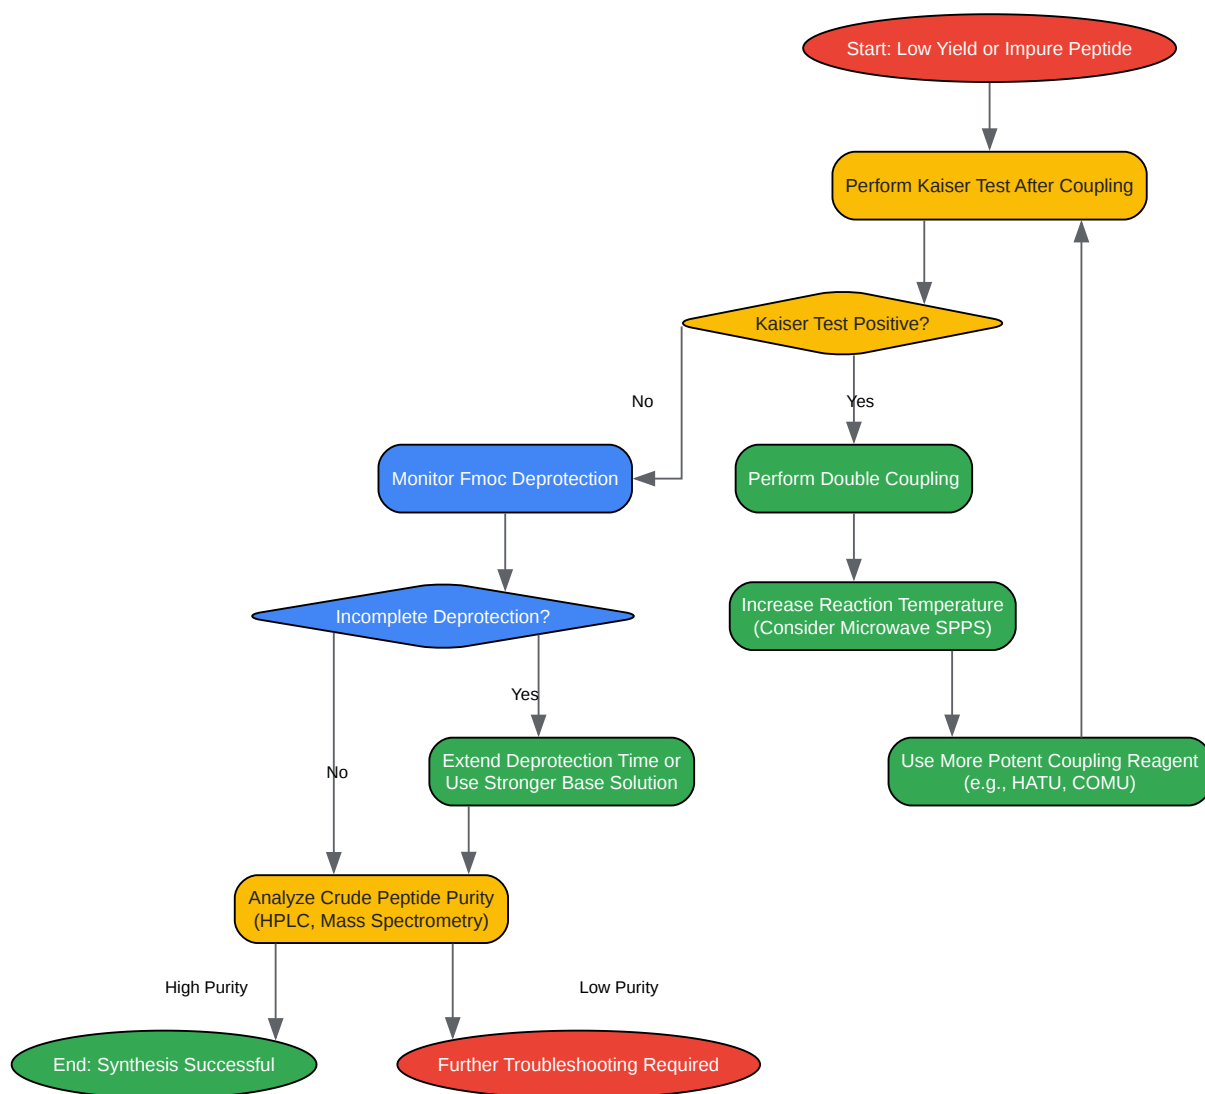 Start: Low Yield or Impure Peptide
Perform Kaiser Test After Coupling
Kaiser Test Positive?
No
Yes
Monitor Fmoc Deprotection
Perform Double Coupling
Incomplete Deprotection?
Increase Reaction Temperature
(Consider Microwave SPPS)
Yes
No
Extend Deprotection Time or
Use Stronger Base Solution
Use More Potent Coupling Reagent
(e.g., HATU, COMU)
Analyze Crude Peptide Purity
(HPLC, Mass Spectrometry)
High Purity
Low Purity
End: Synthesis Successful
Further Troubleshooting Required